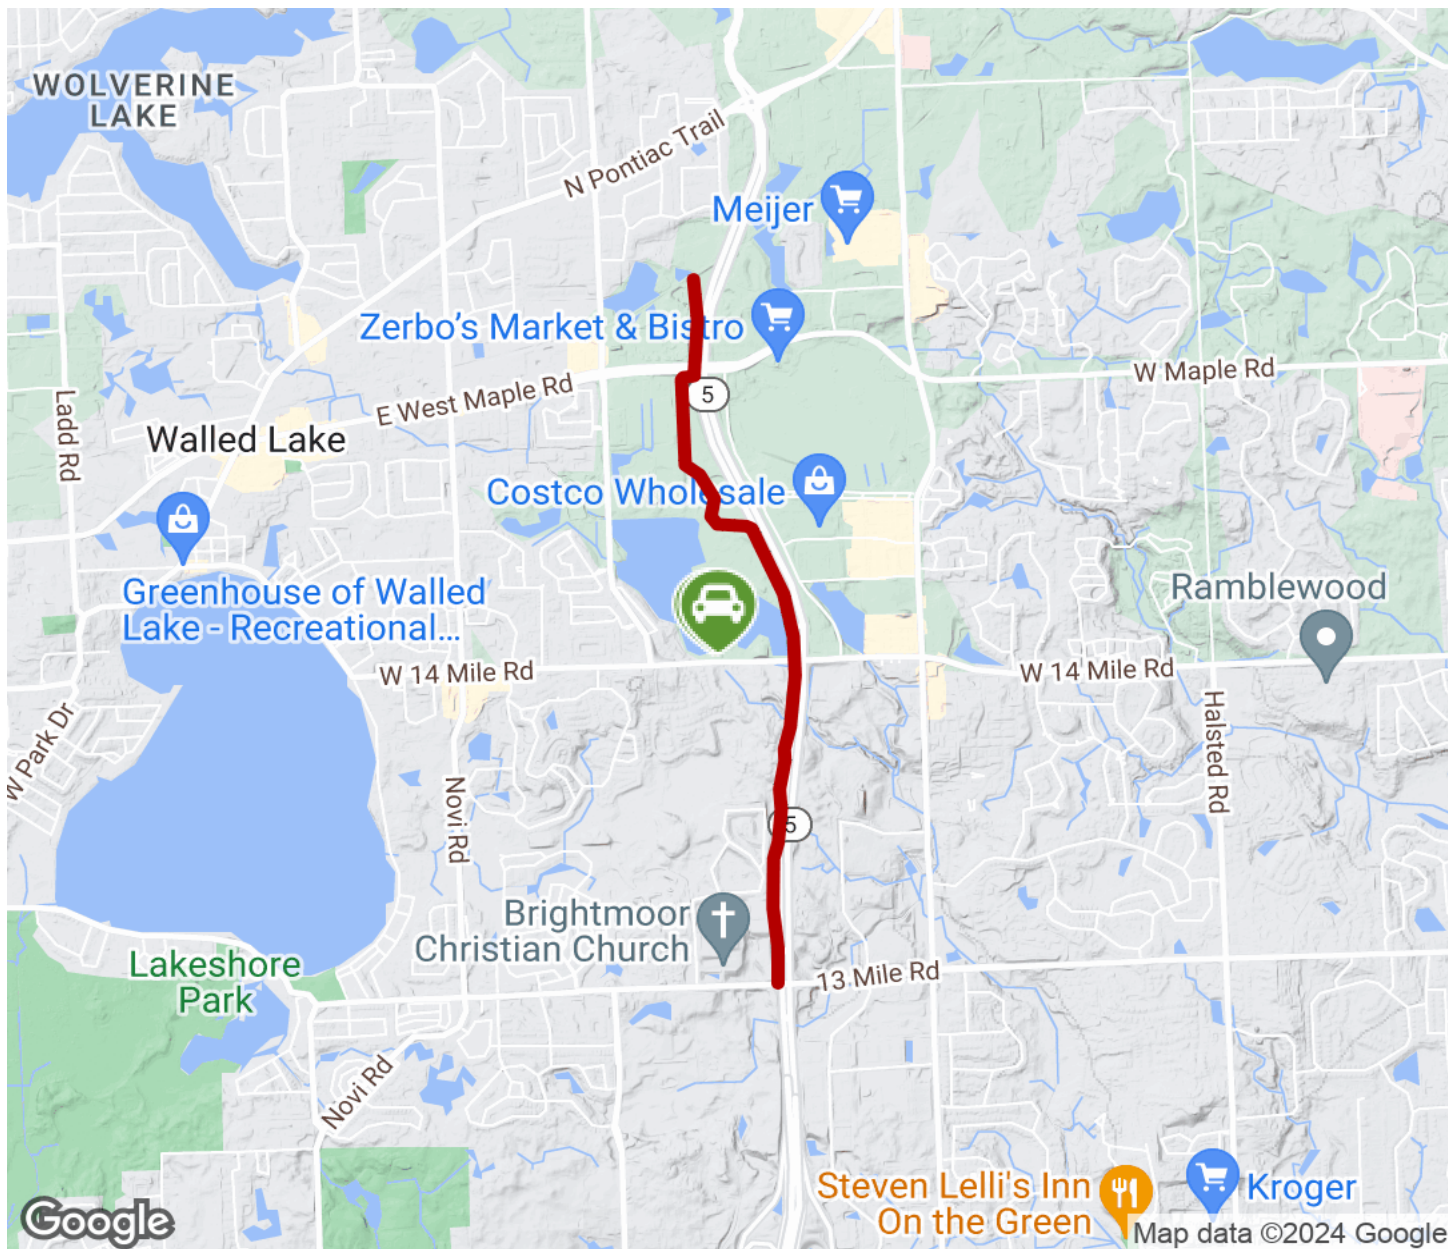 WOLVERINE
LAKE
N Pontiac Trail
Meijer
Zerbo's Market & Bistro
W Maple Rd
5
E West Maple Rd
Ladd Rd
Walled Lake
Costco Wholesale
Greenhouse of Walled
Lake - Recreational...
Ramblewood
W 14 Mile Rd
W 14 Mile Rd
W Park Dr
Halsted Rd
Novi Rd
5
Brightmoor
Christian Church
Lakeshore
Park
13 Mile Rd
Novi Rd
Steven Lelli's Inn
On the Green
Kroger
Google
Map data ©2024 Google